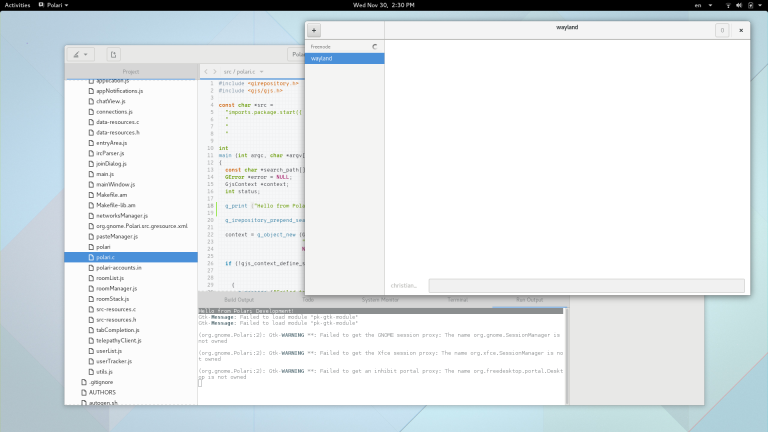 Activities
Polari
Wed Nov 30, 2:30 PM
en
wayland
Freenode
wayland
christian...
Project
src / polari.c
application.js
appNotifications.js
chatView.js
connections.js
data-resources.c
data-resources.h
entryArea.js
ircParser.js
joinDialog.js
main.js
mainWindow.js
Makefile.am
Makefile-lib.am
networksManager.js
org.gnome.Polari.src.gresource.xml
pasteManager.js
polari
polari.c
polari-accounts.in
roomList.js
roomManager.js
roomStack.js
src-resources.c
src-resources.h
tabCompletion.js
telepathyClient.js
userList.js
userTracker.js
utils.js
.gitignore
AUTHORS
autogen.sh
1 #include <girepository.h>
2 #include <gjs/gjs.h>
3
4 const char *src =
5 "imports.package.start({
6 "
7 "
8 "
9
10 int
11 main (int argc, char *argv[
12 {
13 const char *search_path[]
14 GError *error = NULL;
15 GjsContext *context;
16 int status;
17
18 g_print ("Hello from Pola
19
20 g_irepository_prepend_sea
21
22 context = g_object_new (G
23 "
24 N
25
26 if (!gjs_context_define_s
27
28
29 {
Build Output
System Monitor
Terminal
Run Output
Hello from Polari Development!
Gtk-Message: Failed to load module "pk-gtk-module"
Gtk-Message: Failed to load module "pk-gtk-module"
(org.gnome.Polari:2): Gtk-WARNING **: Failed to get the GNOME session proxy: The name org.gnome.SessionManager is
not owned
(org.gnome.Polari:2): Gtk-WARNING **: Failed to get the Xfce session proxy: The name org.xfce.SessionManager is no
t owned
(org.gnome.Polari:2): Gtk-WARNING **: Failed to get an inhibit portal proxy: The name org.freedesktop.portal.Deskt
op is not owned